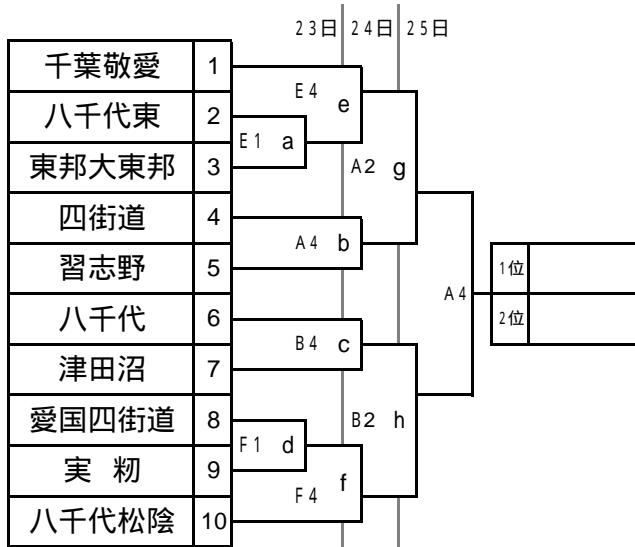 23日 24日 25日
千葉敬愛 1
E4 e
八千代東 2
E1 a
東邦大東邦 3
A2 g
四街道 4
A4 b
習志野 5
1位
A4
八千代 6
2位
B4 c
津田沼 7
愛国四街道 8
B2 h
F1 d
実 籾 9
F4 f
八千代松陰 10